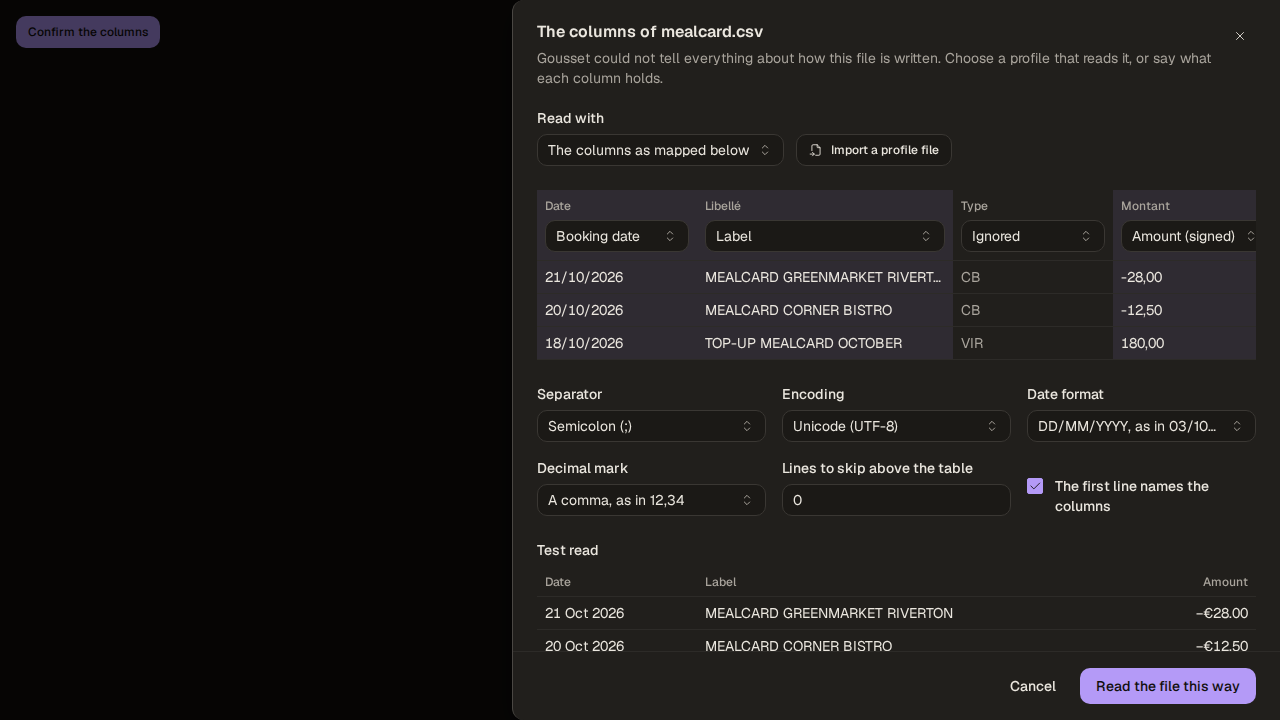 Confirm the columns
The columns of mealcard.csv
Gousset could not tell everything about how this file is written. Choose a profile that reads it, or say what
each column holds.
Read with
The columns as mapped below
Import a profile file
Date Libellé Type Montant
Booking date Label Ignored Amount (signed)
21/10/2026 MEALCARD GREENMARKET RIVERT… CB -28,00
20/10/2026 MEALCARD CORNER BISTRO CB -12,50
18/10/2026 TOP-UP MEALCARD OCTOBER VIR 180,00
Separator Encoding Date format
Semicolon (;) Unicode (UTF-8) DD/MM/YYYY, as in 03/10…
Decimal mark Lines to skip above the table
A comma, as in 12,34 0 The first line names the
columns
Test read
Date Label Amount
21 Oct 2026 MEALCARD GREENMARKET RIVERTON −€28.00
20 Oct 2026 MEALCARD CORNER BISTRO −€12.50
Cancel Read the file this way